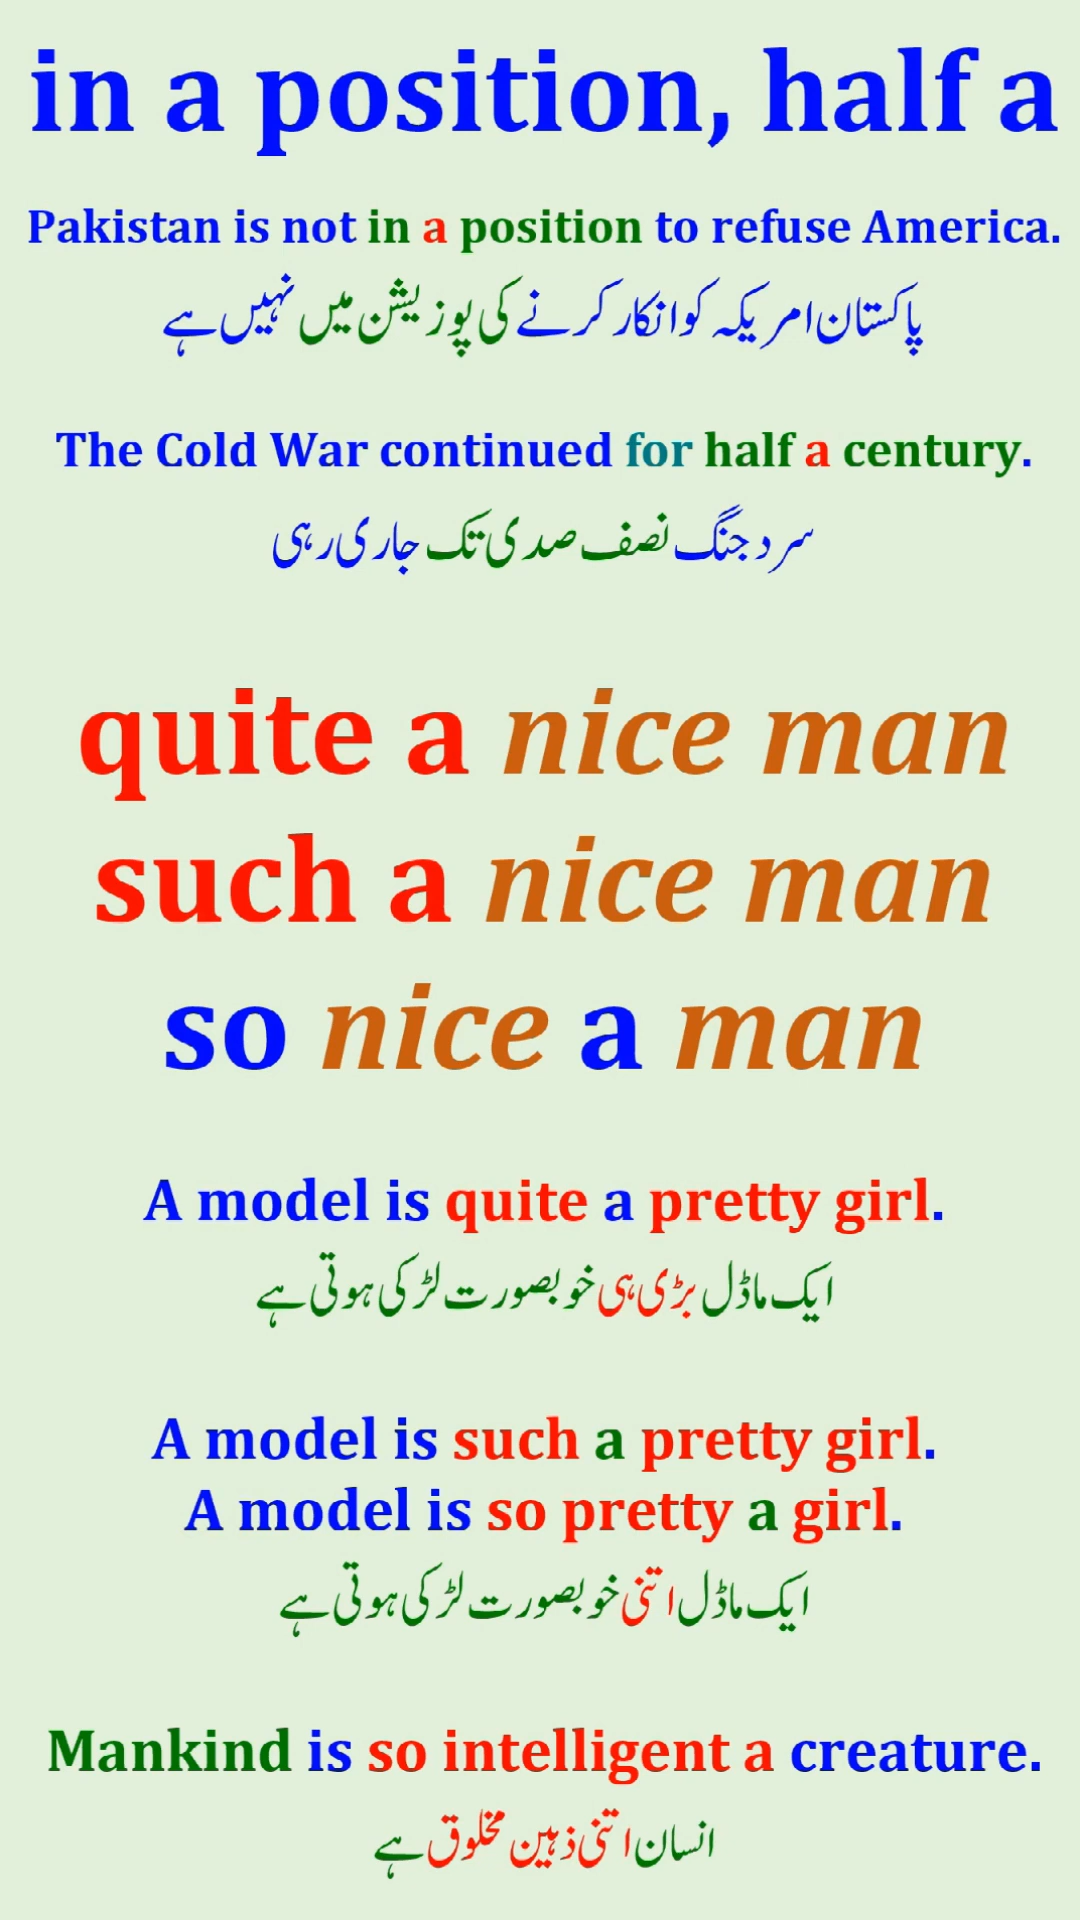 in a position, half a
Pakistan is not in a position to refuse America.
پاکستان امریکہ کو انکار کرنے کی پوزیشن میں نہیں ہے
The Cold War continued for half a century.
سرد جنگ نصف صدی تک جاری رہی
quite a nice man
such a nice man
so nice a man
A model is quite a pretty girl.
ایک ماڈل بڑی ہی خوبصورت لڑکی ہوتی ہے
A model is such a pretty girl.
A model is so pretty a girl.
ایک ماڈل اتنی خوبصورت لڑکی ہوتی ہے
Mankind is so intelligent a creature.
انسان اتنی ذہین مخلوق ہے